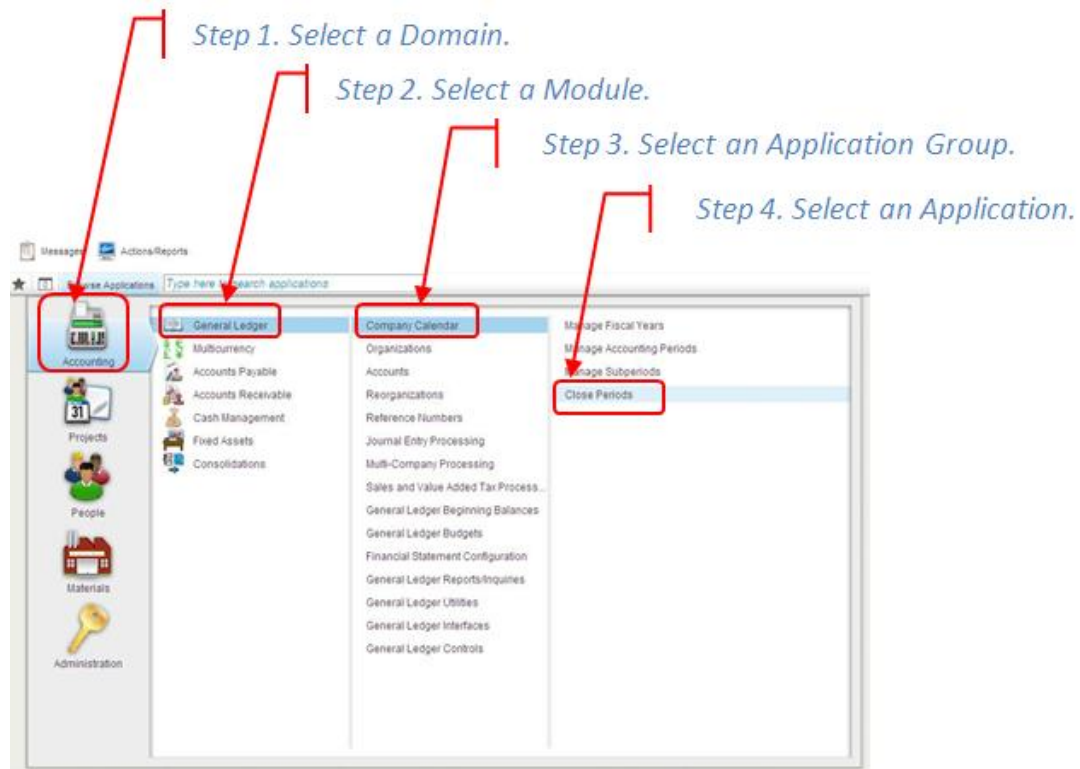 Step 1. Select a Domain.
Step 2. Select a Module.
Step 3. Select an Application Group.
Step 4. Select an Application.
Messages Actions/Reports
Browse Applications Type here to search applications
Accounting
Projects
People
Materials
Administration
General Ledger
Multicurrency
Accounts Payable
Accounts Receivable
Cash Management
Fixed Assets
Consolidations
Company Calendar
Organizations
Accounts
Reorganizations
Reference Numbers
Journal Entry Processing
Multi-Company Processing
Sales and Value Added Tax Process...
General Ledger Beginning Balances
General Ledger Budgets
Financial Statement Configuration
General Ledger Reports/Inquiries
General Ledger Utilities
General Ledger Interfaces
General Ledger Controls
Manage Fiscal Years
Manage Accounting Periods
Manage Subperiods
Close Periods
31